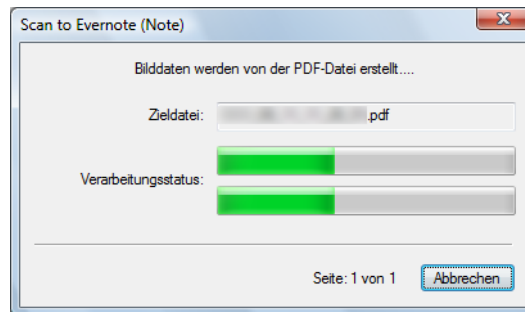 Scan to Evernote (Note)
Bilddaten werden von der PDF-Datei erstellt....
Zieldatei: .pdf
Verarbeitungsstatus:
Seite: 1 von 1 Abbrechen